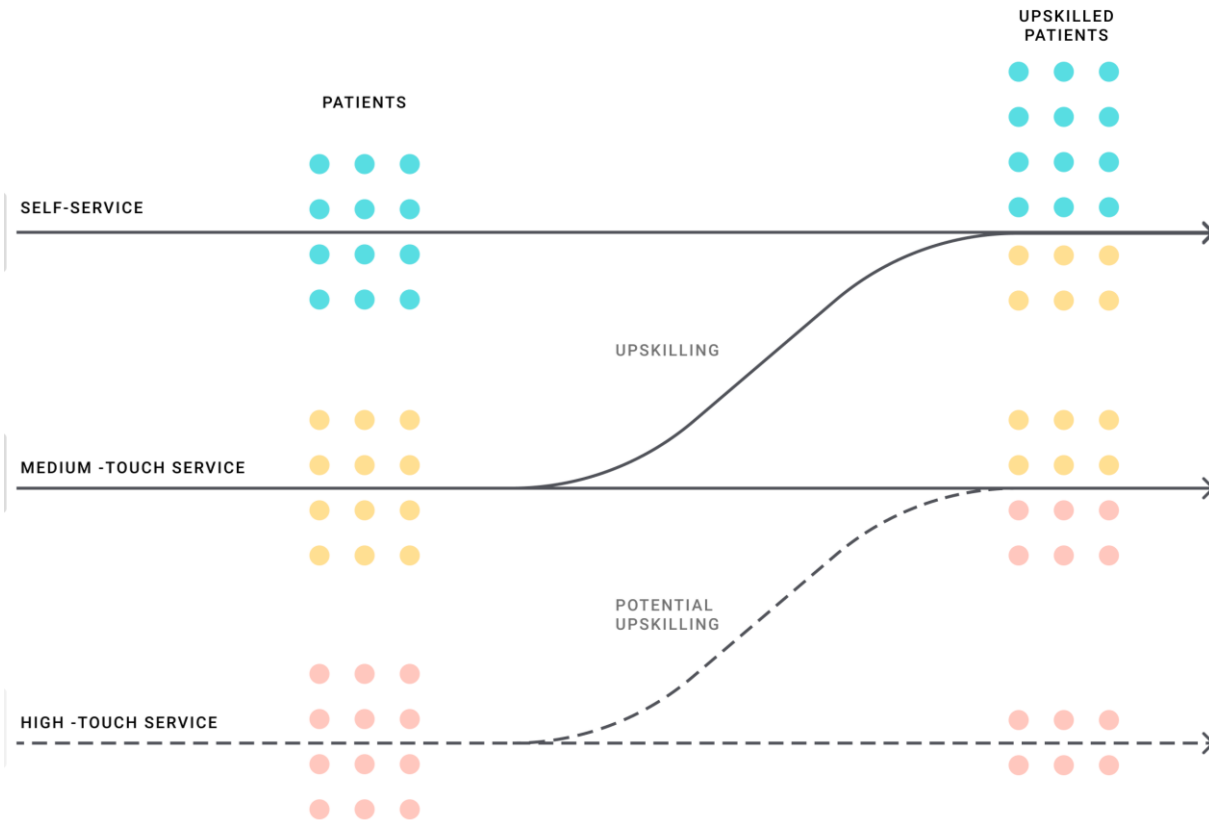 UPSKILLED
PATIENTS
PATIENTS
SELF-SERVICE
UPSKILLING
MEDIUM -TOUCH SERVICE
POTENTIAL
UPSKILLING
HIGH -TOUCH SERVICE